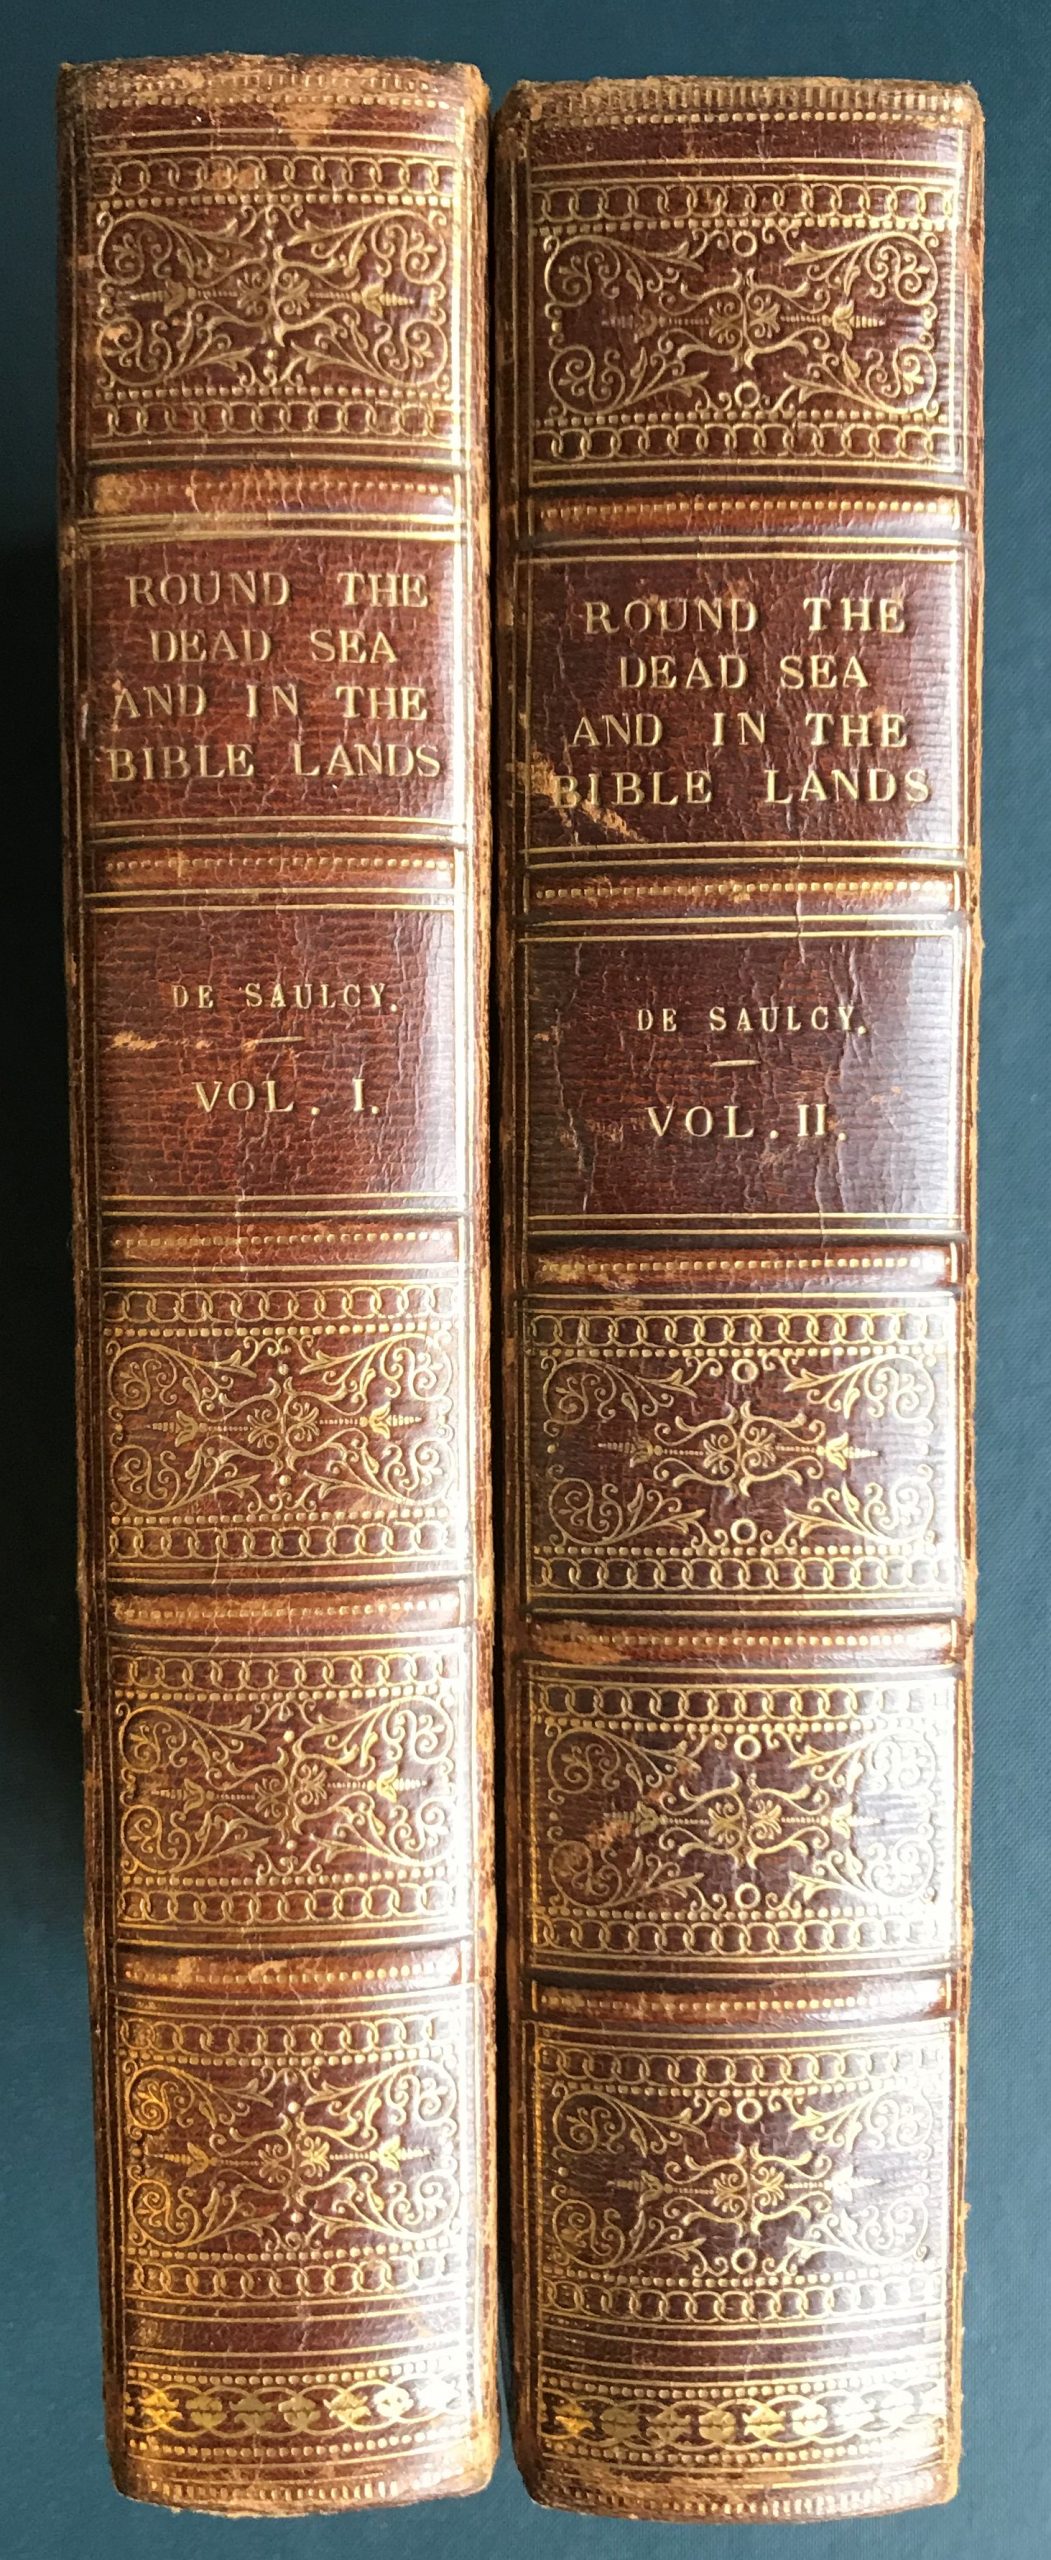 ROUND THE
DEAD SEA
AND IN THE
BIBLE LANDS
DE SAULCY.
VOL. I.
ROUND THE
DEAD SEA
AND IN THE
BIBLE LANDS
DE SAULCY.
VOL. II.